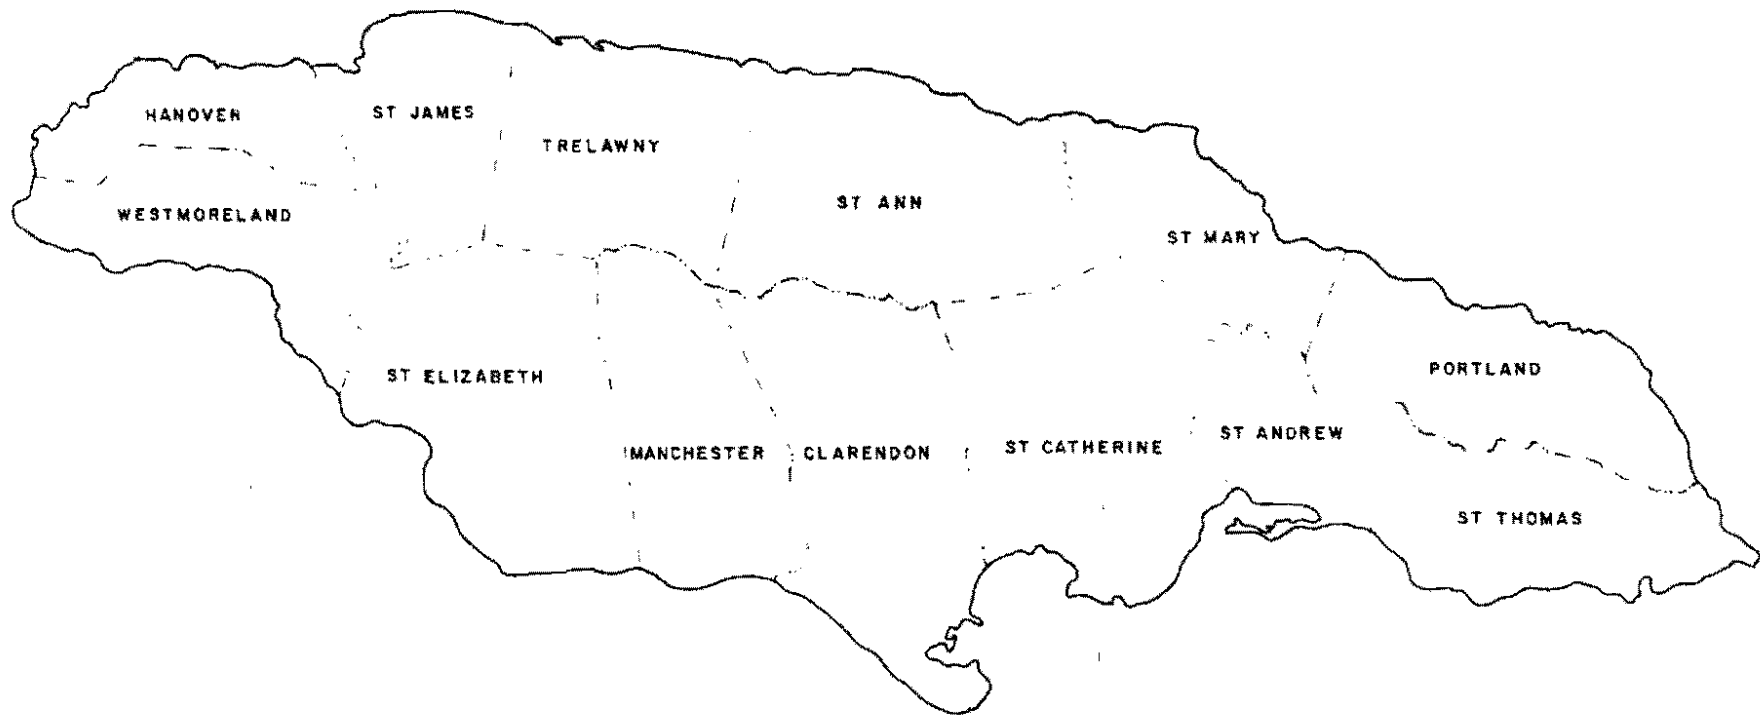 HANOVER
ST JAMES
TRELAWNY
WESTMORELAND
ST ANN
ST MARY
ST ELIZABETH
PORTLAND
MANCHESTER
CLARENDON
ST CATHERINE
ST ANDREW
ST THOMAS